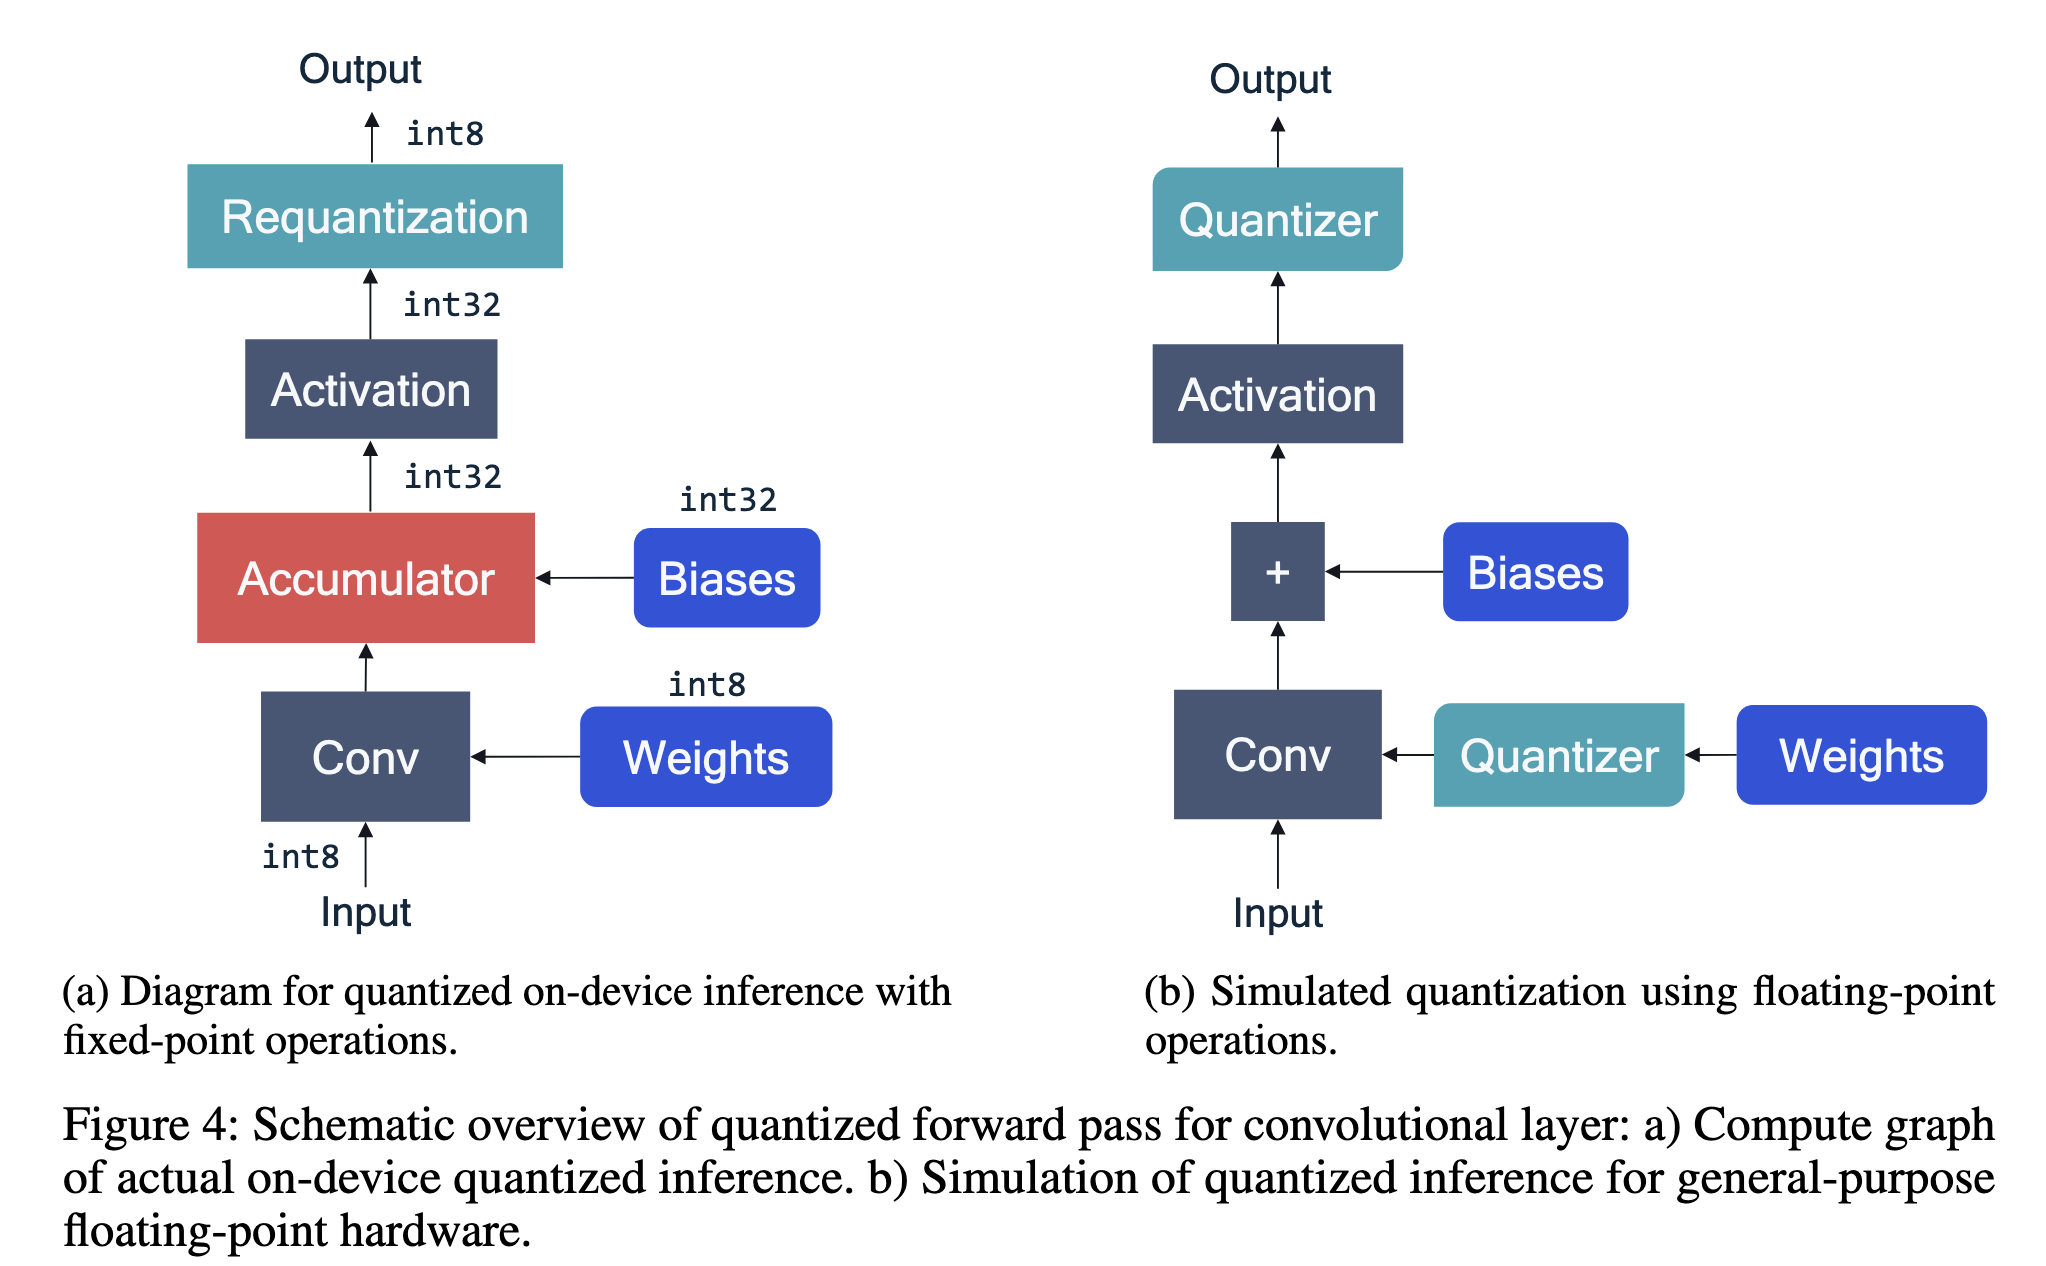 Output
int8
Requantization
int32
Activation
int32
int32
Accumulator
Biases
int8
Conv
Weights
int8
Input
(a) Diagram for quantized on-device inference with
fixed-point operations.
Output
Quantizer
Activation
+
Biases
Conv
Quantizer
Weights
Input
(b) Simulated quantization using floating-point
operations.
Figure 4: Schematic overview of quantized forward pass for convolutional layer: a) Compute graph
of actual on-device quantized inference. b) Simulation of quantized inference for general-purpose
floating-point hardware.